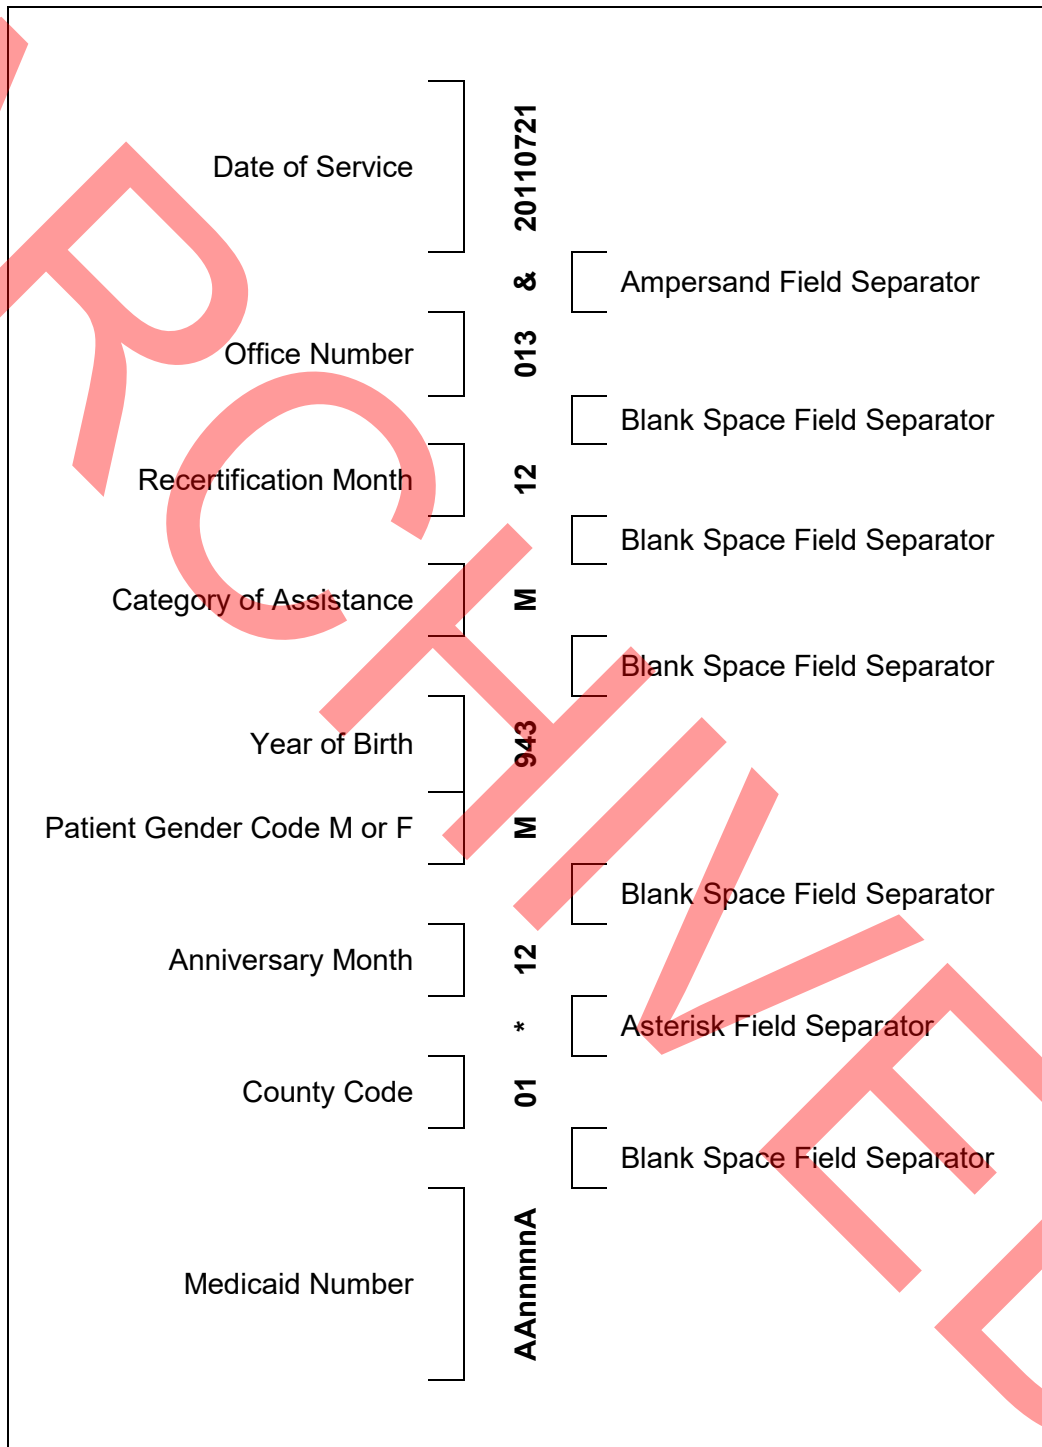 Date of Service
20110721
&
Ampersand Field Separator
Office Number
013
Blank Space Field Separator
Recertification Month
12
Blank Space Field Separator
Category of Assistance
M
Blank Space Field Separator
Year of Birth
943
Patient Gender Code M or F
M
Blank Space Field Separator
Anniversary Month
12
*
Asterisk Field Separator
County Code
01
Blank Space Field Separator
Medicaid Number
AAnnnnnA
RCHIVED